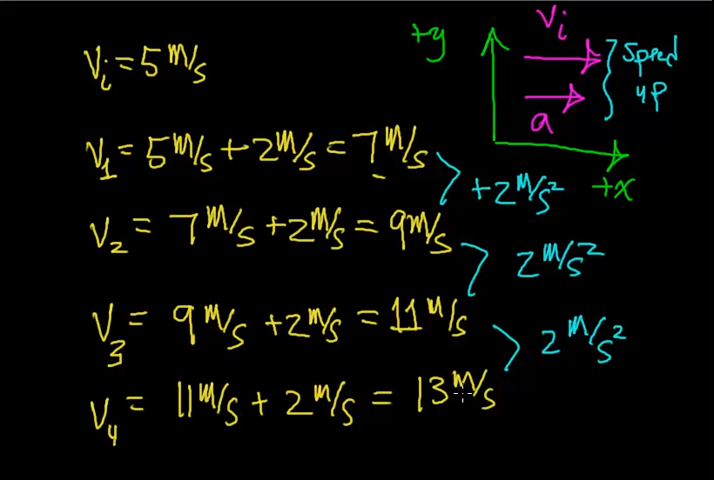 Vᵢ = 5 m/s
V₁ = 5 m/s + 2 m/s = 7 m/s
V₂ = 7 m/s + 2 m/s = 9 m/s
V₃ = 9 m/s + 2 m/s = 11 m/s
V₄ = 11 m/s + 2 m/s = 13 m/s
+y
Vᵢ
a
speed
up
+x
+2 m/s²
2 m/s²
2 m/s²